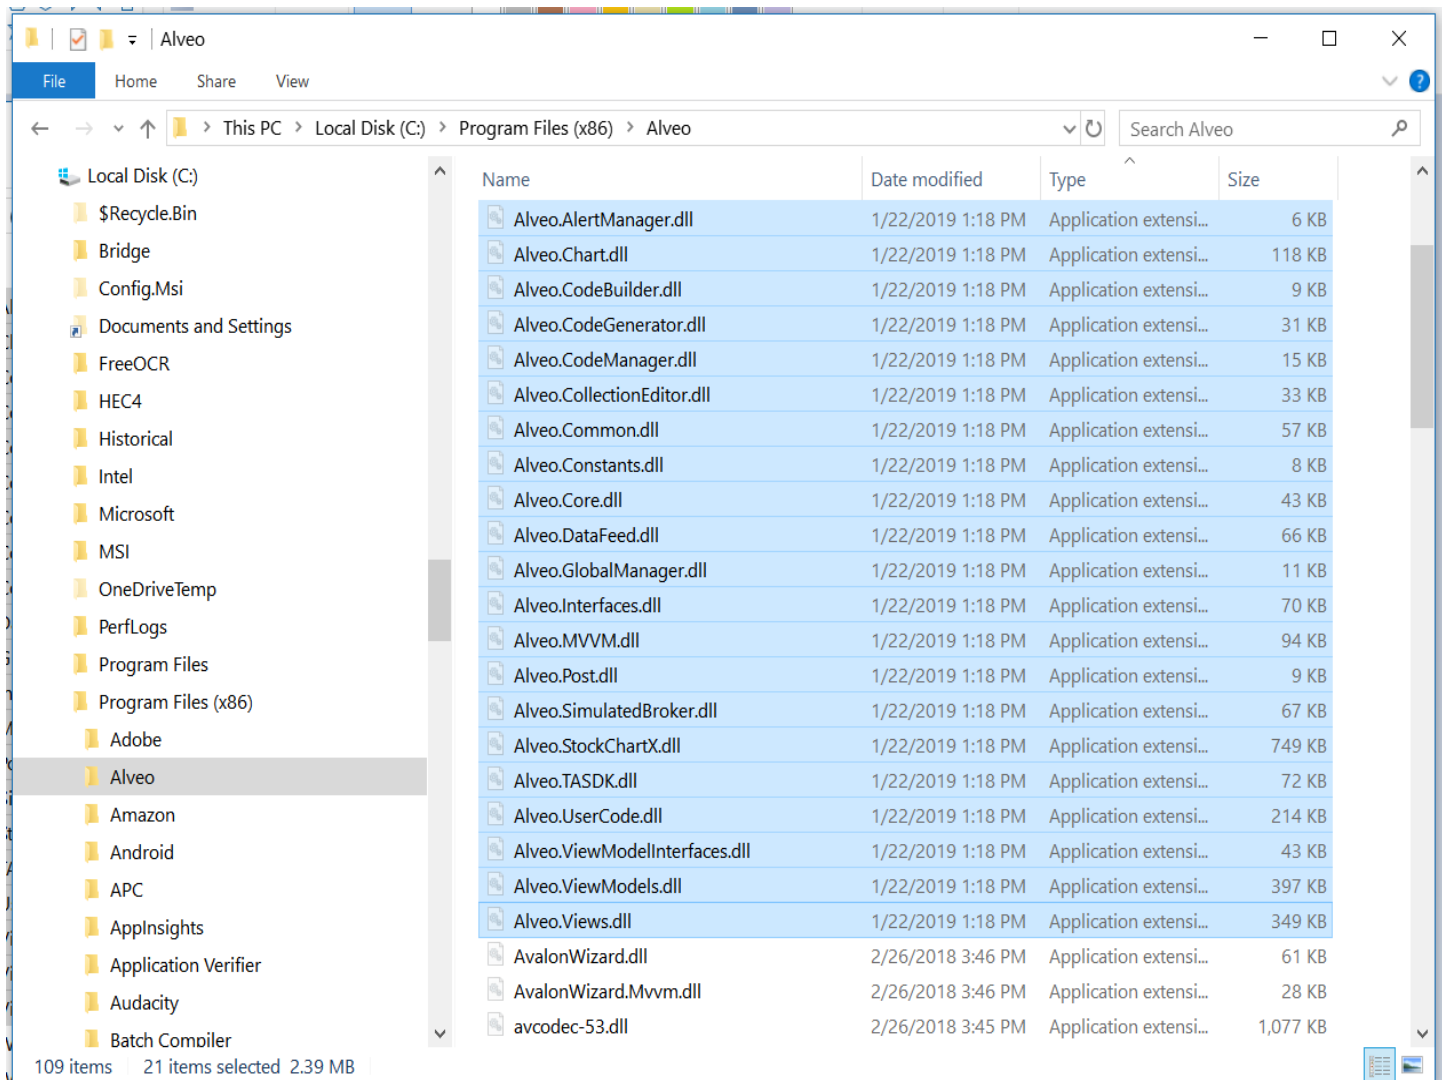 Alveo
File Home Share View
This PC > Local Disk (C:) > Program Files (x86) > Alveo
Search Alveo
Local Disk (C:)
$Recycle.Bin
Bridge
Config.Msi
Documents and Settings
FreeOCR
HEC4
Historical
Intel
Microsoft
MSI
OneDriveTemp
PerfLogs
Program Files
Program Files (x86)
Adobe
Alveo
Amazon
Android
APC
AppInsights
Application Verifier
Audacity
Batch Compiler
Name Date modified Type Size
Alveo.AlertManager.dll 1/22/2019 1:18 PM Application extensi... 6 KB
Alveo.Chart.dll 1/22/2019 1:18 PM Application extensi... 118 KB
Alveo.CodeBuilder.dll 1/22/2019 1:18 PM Application extensi... 9 KB
Alveo.CodeGenerator.dll 1/22/2019 1:18 PM Application extensi... 31 KB
Alveo.CodeManager.dll 1/22/2019 1:18 PM Application extensi... 15 KB
Alveo.CollectionEditor.dll 1/22/2019 1:18 PM Application extensi... 33 KB
Alveo.Common.dll 1/22/2019 1:18 PM Application extensi... 57 KB
Alveo.Constants.dll 1/22/2019 1:18 PM Application extensi... 8 KB
Alveo.Core.dll 1/22/2019 1:18 PM Application extensi... 43 KB
Alveo.DataFeed.dll 1/22/2019 1:18 PM Application extensi... 66 KB
Alveo.GlobalManager.dll 1/22/2019 1:18 PM Application extensi... 11 KB
Alveo.Interfaces.dll 1/22/2019 1:18 PM Application extensi... 70 KB
Alveo.MVVM.dll 1/22/2019 1:18 PM Application extensi... 94 KB
Alveo.Post.dll 1/22/2019 1:18 PM Application extensi... 9 KB
Alveo.SimulatedBroker.dll 1/22/2019 1:18 PM Application extensi... 67 KB
Alveo.StockChartX.dll 1/22/2019 1:18 PM Application extensi... 749 KB
Alveo.TASDK.dll 1/22/2019 1:18 PM Application extensi... 72 KB
Alveo.UserCode.dll 1/22/2019 1:18 PM Application extensi... 214 KB
Alveo.ViewModelInterfaces.dll 1/22/2019 1:18 PM Application extensi... 43 KB
Alveo.ViewModels.dll 1/22/2019 1:18 PM Application extensi... 397 KB
Alveo.Views.dll 1/22/2019 1:18 PM Application extensi... 349 KB
AvalonWizard.dll 2/26/2018 3:46 PM Application extensi... 61 KB
AvalonWizard.Mvvm.dll 2/26/2018 3:46 PM Application extensi... 28 KB
avcodec-53.dll 2/26/2018 3:45 PM Application extensi... 1,077 KB
109 items 21 items selected 2.39 MB